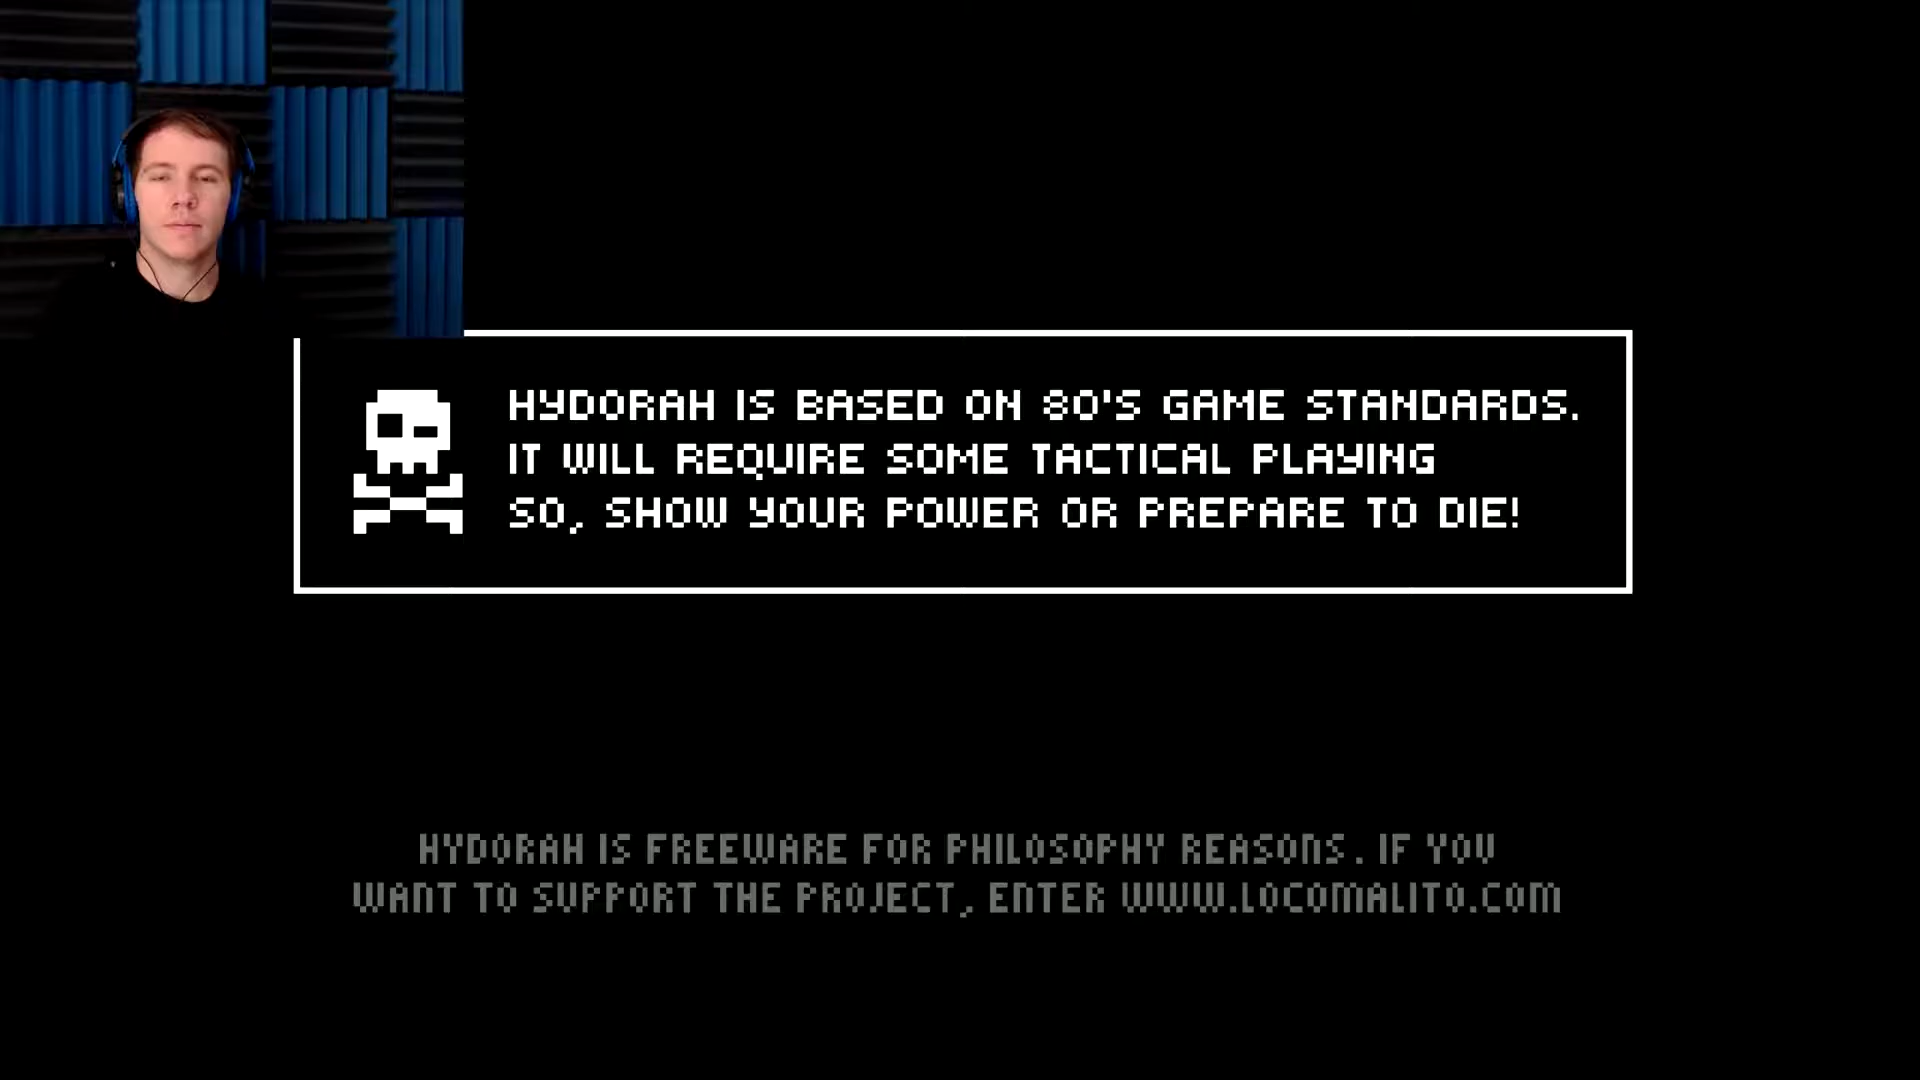 HYDORAH IS BASED ON 80'S GAME STANDARDS.
IT WILL REQUIRE SOME TACTICAL PLAYING
SO, SHOW YOUR POWER OR PREPARE TO DIE!
HYDORAH IS FREEWARE FOR PHILOSOPHY REASONS. IF YOU
WANT TO SUPPORT THE PROJECT, ENTER WWW.LOCOMALITO.COM